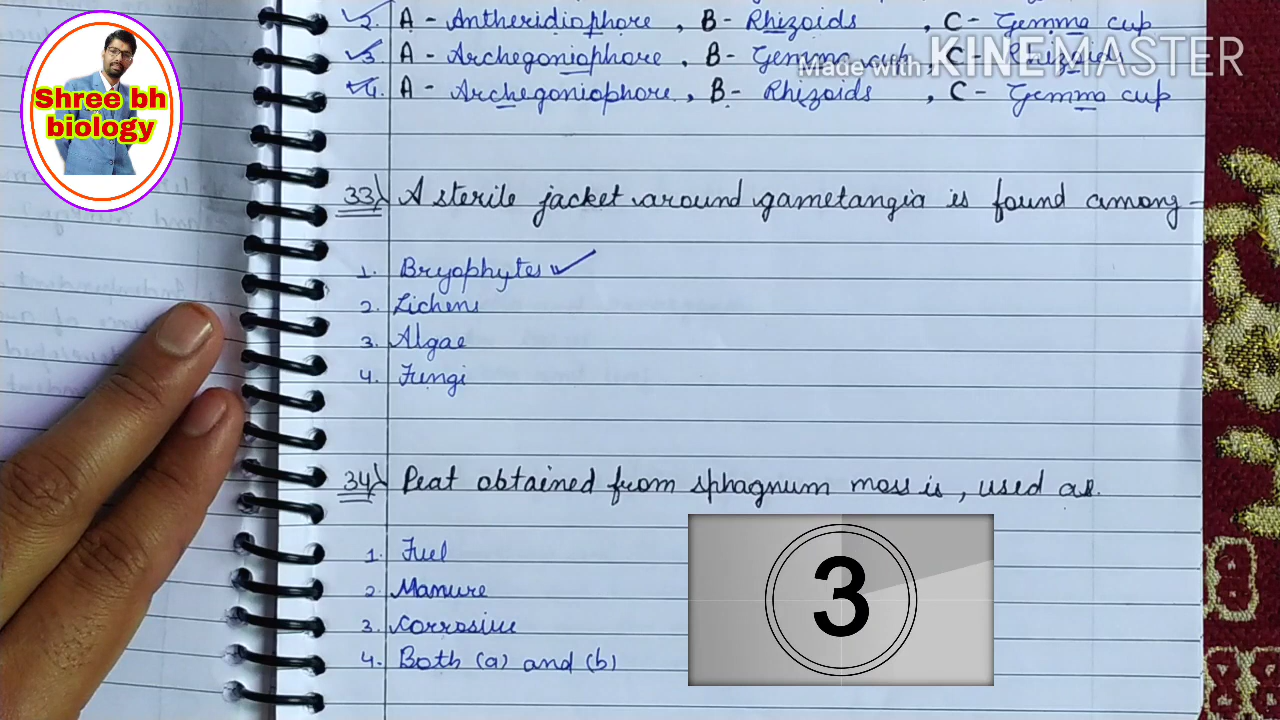 2. A - Antheridiophore , B - Rhizoids , C - Gemma cup
3. A - Archegoniophore , B - Gemma cup , C - Rhizoids
Made with KINEMASTER
4. A - Archegoniophore , B - Rhizoids , C - Gemma cup
Shree bh
biology
33 A sterile jacket around gametangia is found among -
1. Bryophytes ✓
2. Lichens
3. Algae
4. Fungi
34 Peat obtained from sphagnum moss is, used as.
1. Fuel
2. Manure
3. Corrosive
4. Both (a) and (b)
3